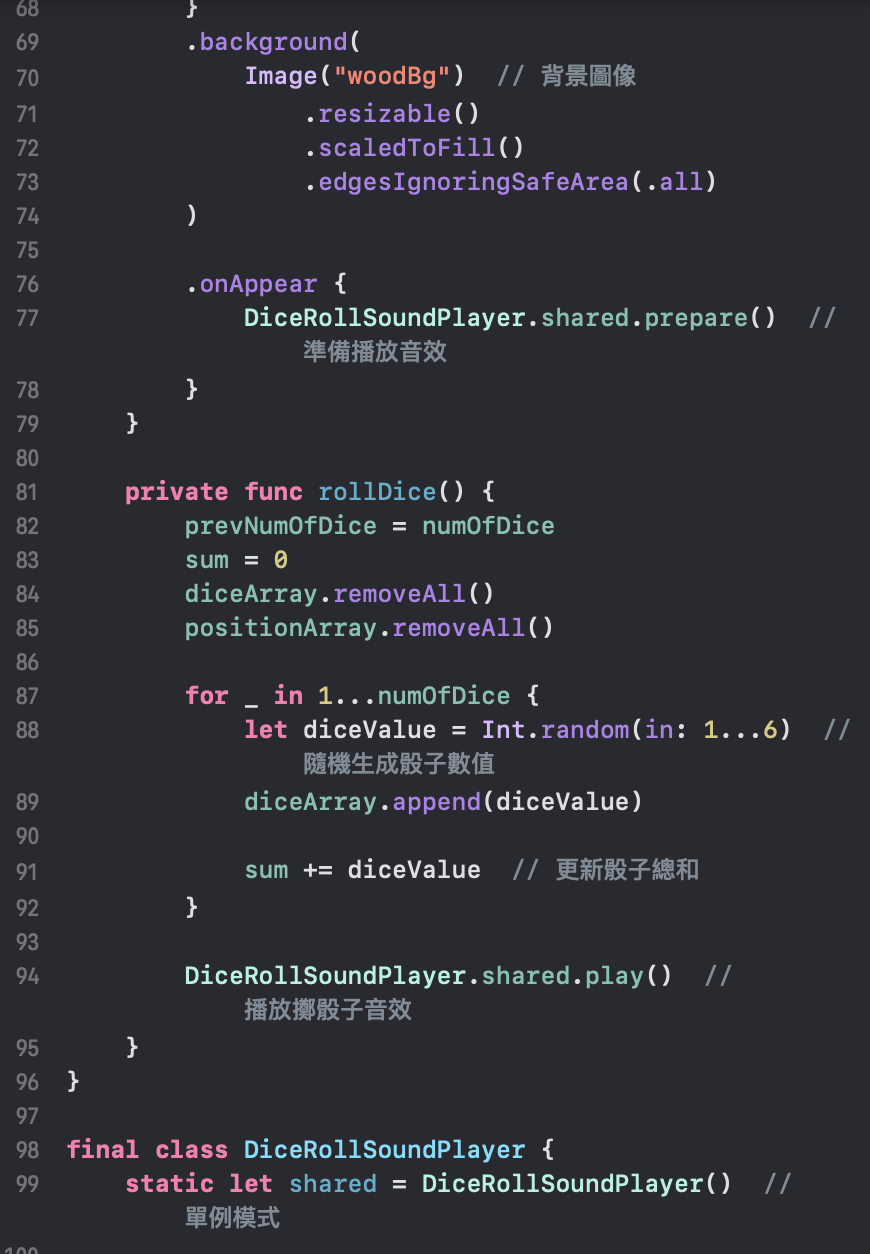 68 }
69 .background(
70 Image("woodBg") // 背景圖像
71 .resizable()
72 .scaledToFill()
73 .edgesIgnoringSafeArea(.all)
74 )
75
76 .onAppear {
77 DiceRollSoundPlayer.shared.prepare() //
準備播放音效
78 }
79 }
80
81 private func rollDice() {
82 prevNumOfDice = numOfDice
83 sum = 0
84 diceArray.removeAll()
85 positionArray.removeAll()
86
87 for _ in 1...numOfDice {
88 let diceValue = Int.random(in: 1...6) //
隨機生成骰子數值
89 diceArray.append(diceValue)
90
91 sum += diceValue // 更新骰子總和
92 }
93
94 DiceRollSoundPlayer.shared.play() //
播放擲骰子音效
95 }
96 }
97
98 final class DiceRollSoundPlayer {
99 static let shared = DiceRollSoundPlayer() //
單例模式
100